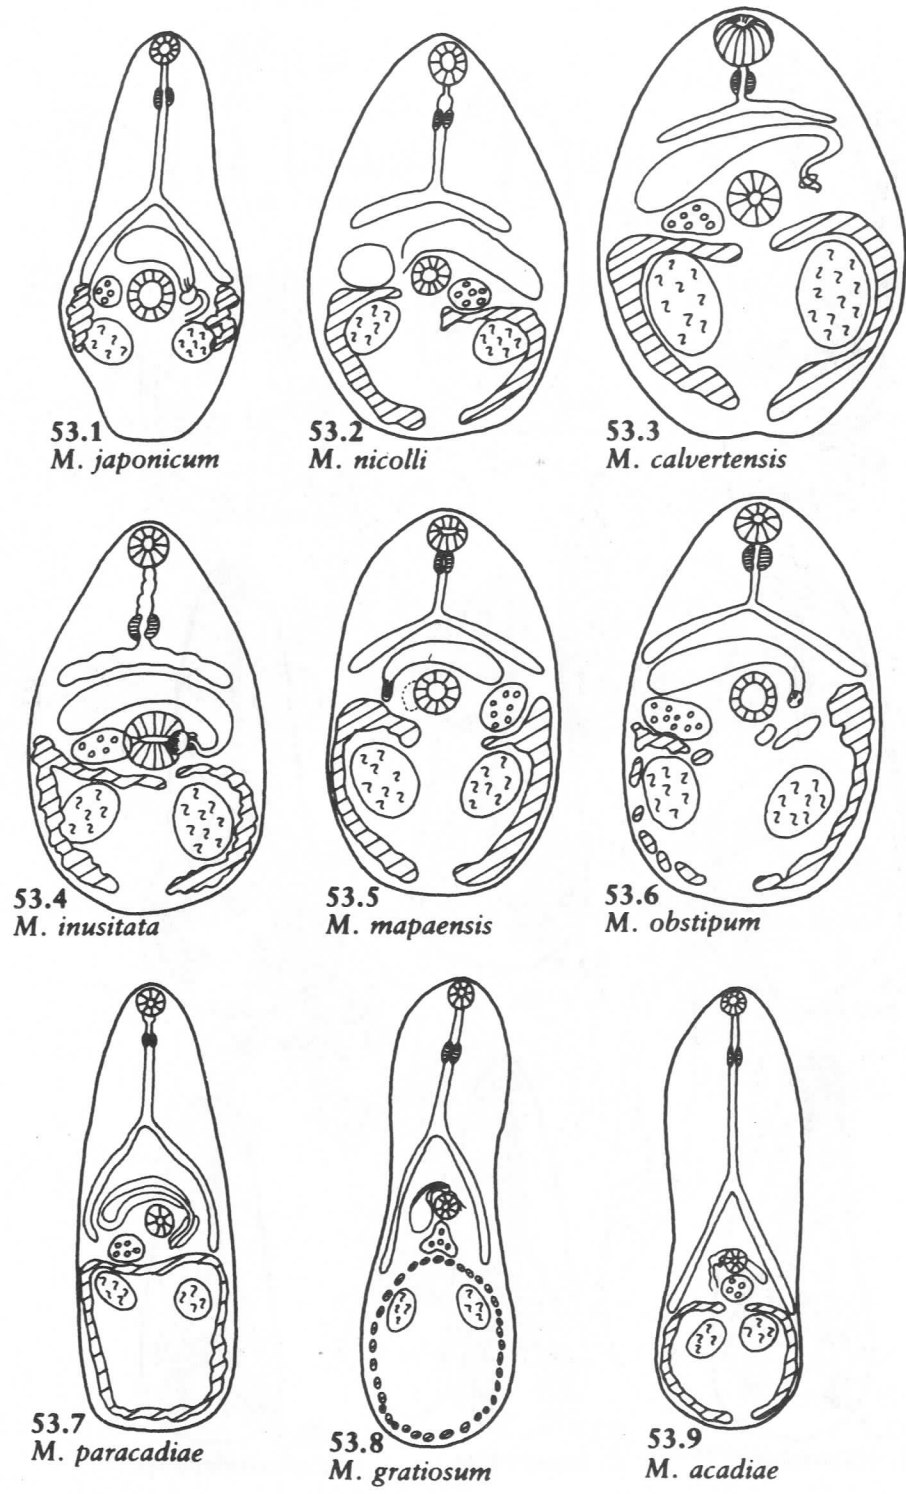 53.1
M. japonicum
53.2
M. nicolli
53.3
M. calvertensis
53.4
M. inusitata
53.5
M. mapaensis
53.6
M. obstipum
53.7
M. paracadiae
53.8
M. gratiosum
53.9
M. acadiae